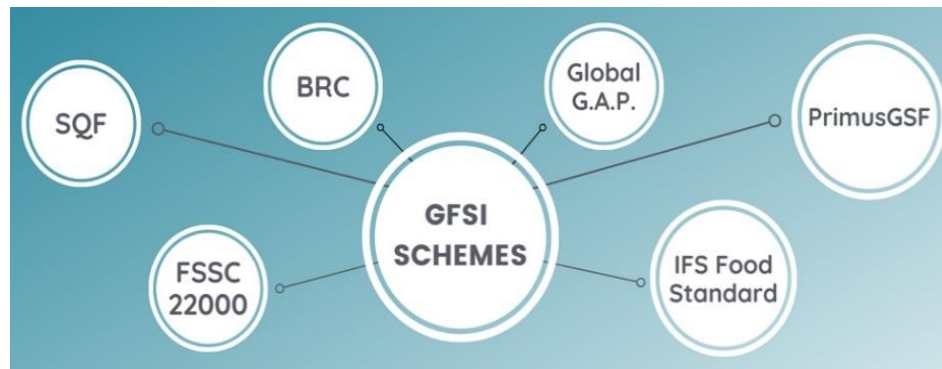 SQF
BRC
Global
G.A.P.
PrimusGSF
GFSI
SCHEMES
FSSC
22000
IFS Food
Standard